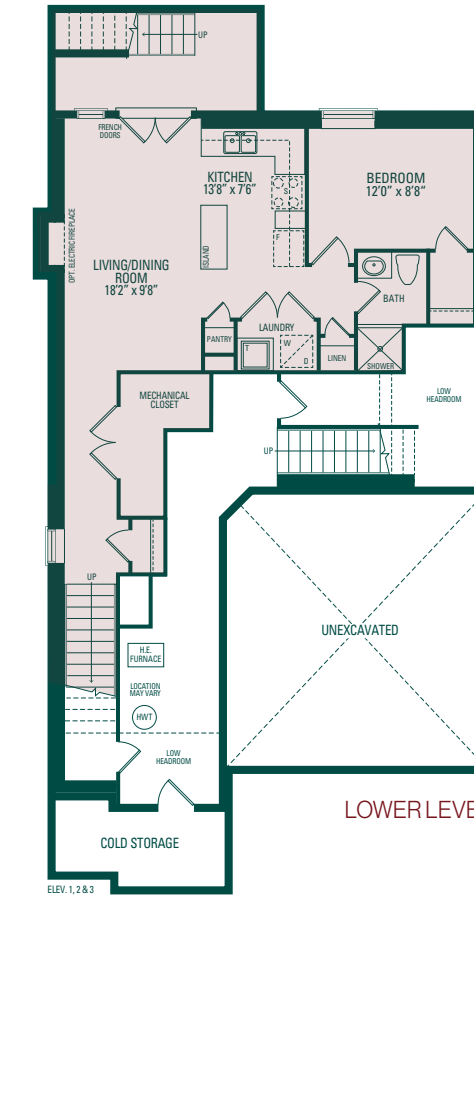 UP
FRENCH
DOORS
KITCHEN
13'8" x 7'6"
BEDROOM
12'0" x 8'8"
S
ISLAND
F
OPT. ELECTRIC FIREPLACE
LIVING/DINING
ROOM
18'2" x 9'8"
BATH
LAUNDRY
PANTRY
T
W
D
LINEN
SHOWER
MECHANICAL
CLOSET
LOW
HEADROOM
UP
UP
UNEXCAVATED
H.E.
FURNACE
LOCATION
MAY VARY
HWT
LOW
HEADROOM
LOWER LEVE
COLD STORAGE
ELEV. 1, 2 & 3